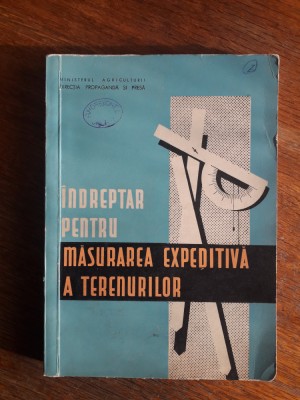 MINISTERUL AGRICULTURII
DIRECȚIA PROPAGANDĂ ȘI PRESĂ
ÎNDREPTAR
PENTRU
MĂSURAREA EXPEDITIVĂ
A TERENURILOR